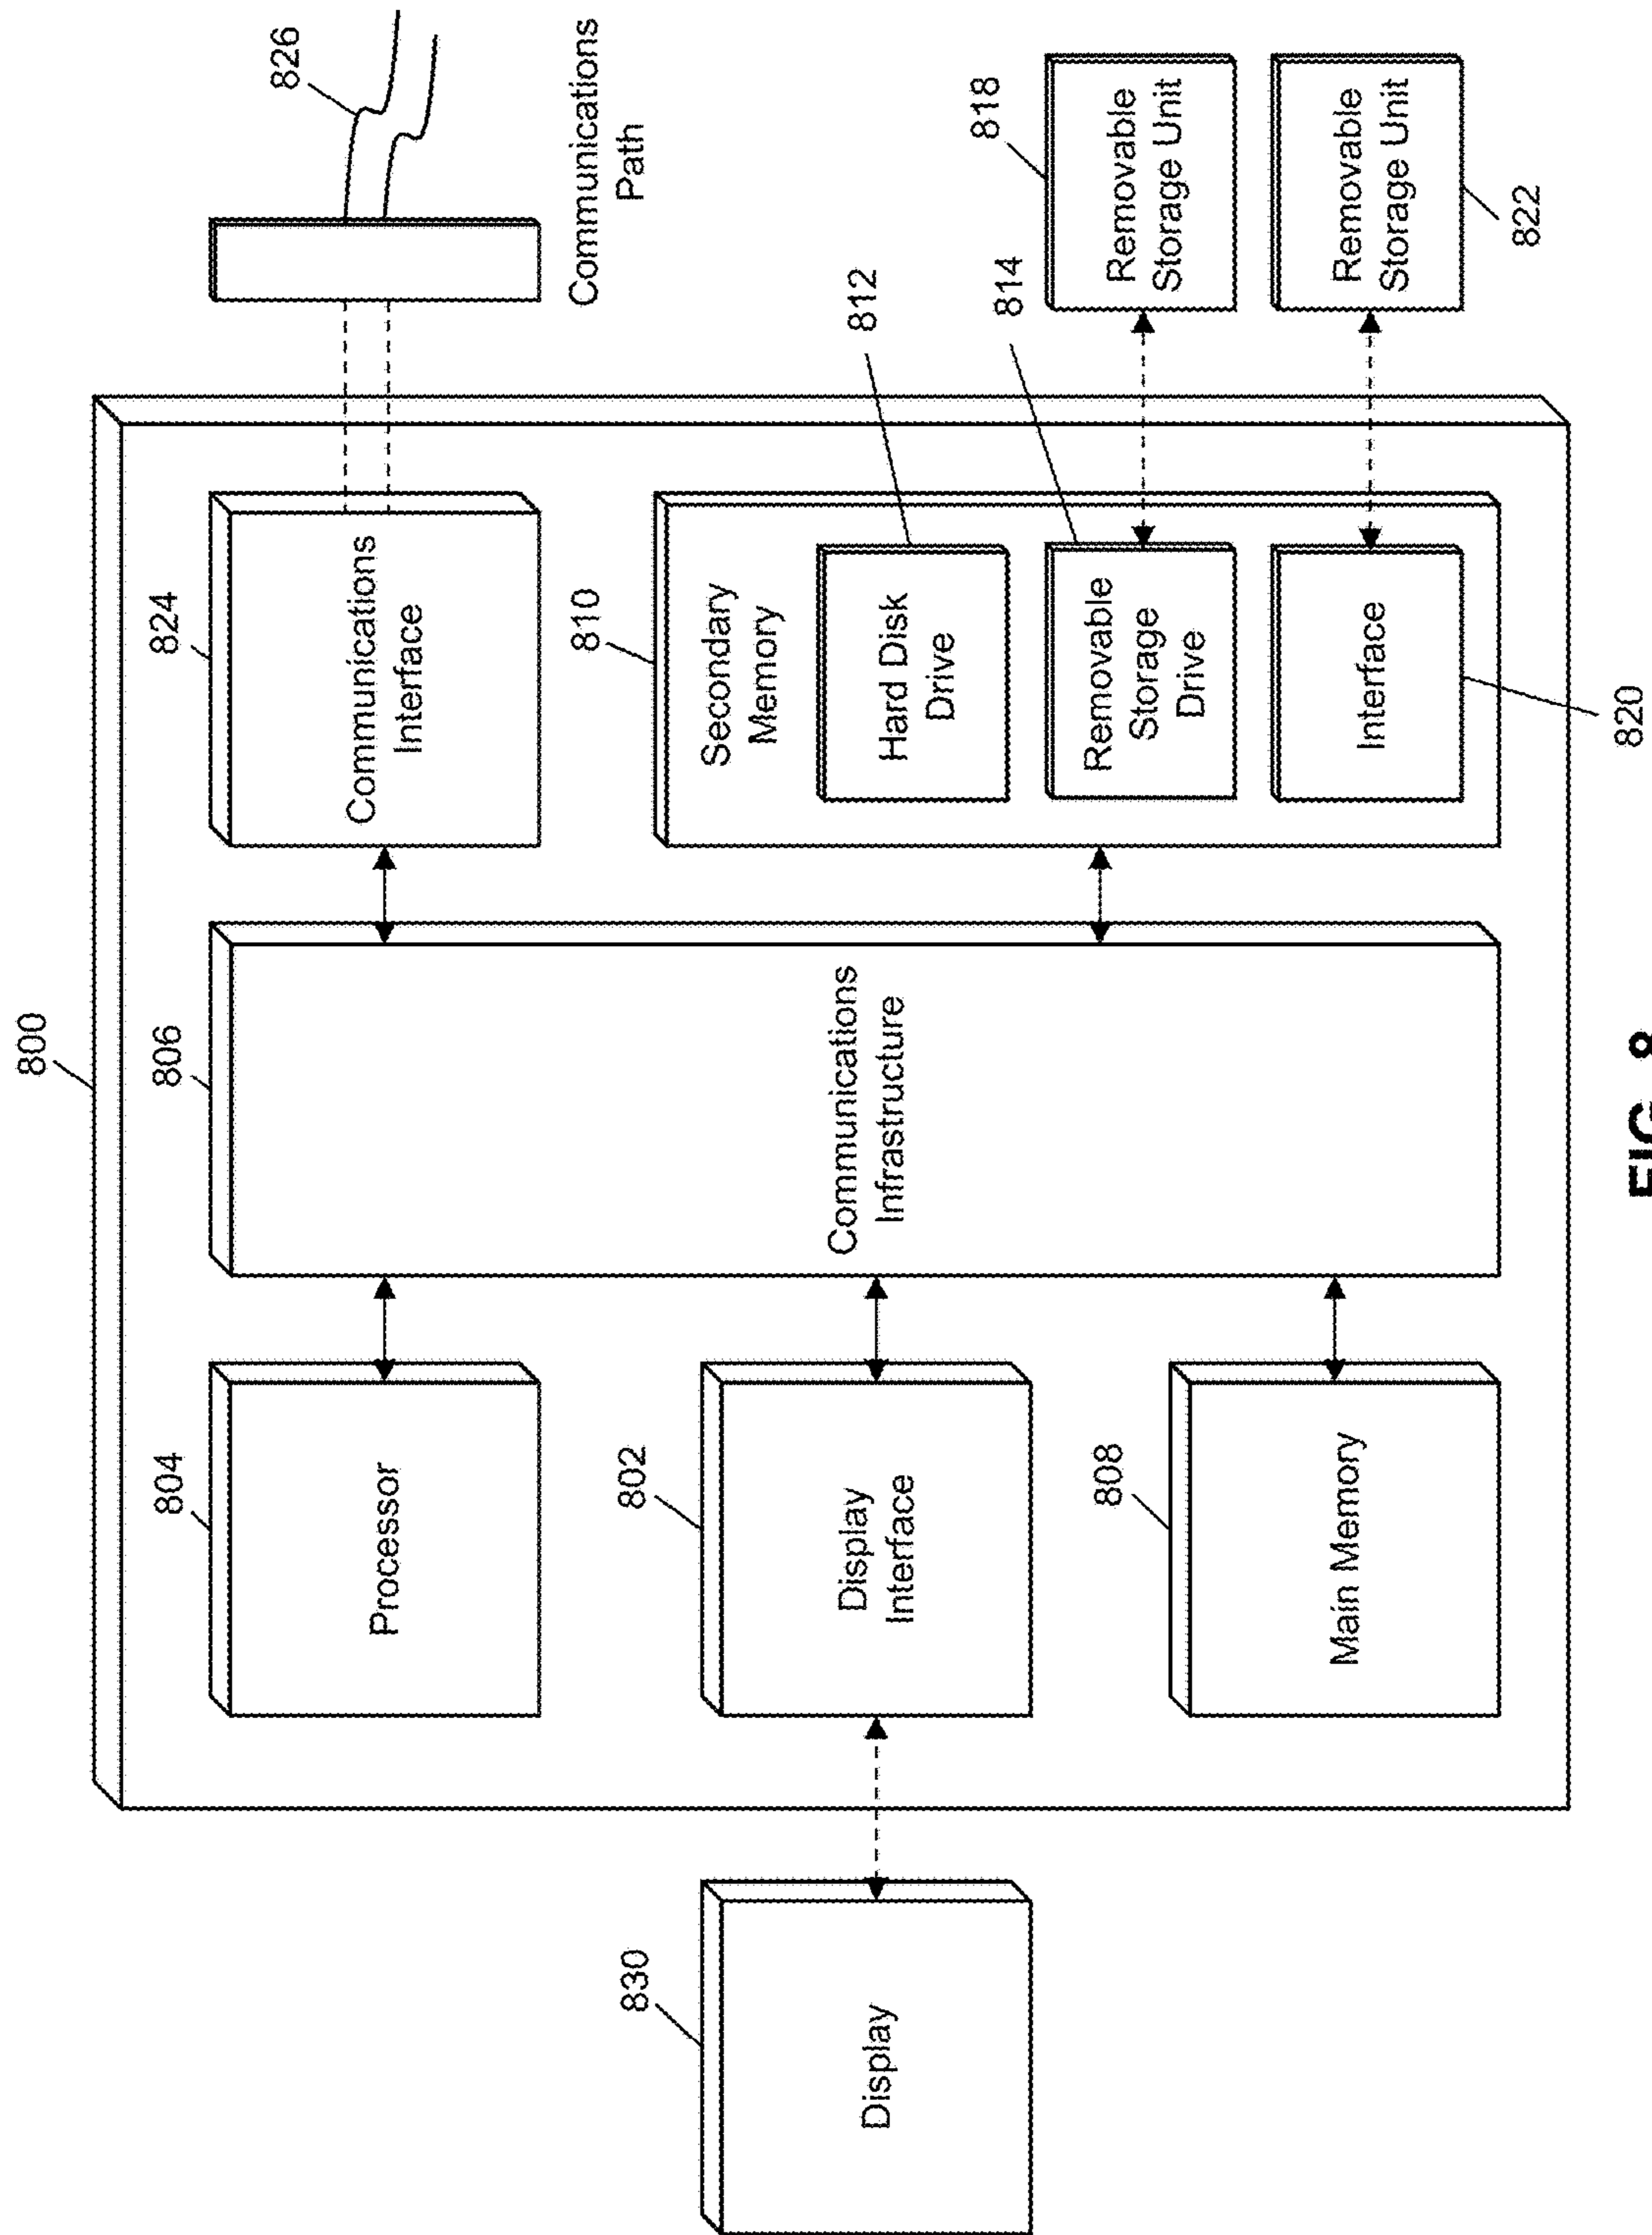 800
804
806
824
826
Processor
Communications
Interface
Communications
Path
830
802
810
Display
Display
Interface
Communications
Infrastructure
Secondary
Memory
812
Hard Disk
Drive
808
814
818
Main Memory
Removable
Storage
Drive
Removable
Storage Unit
Interface
Removable
Storage Unit
820
822
FIG. 8